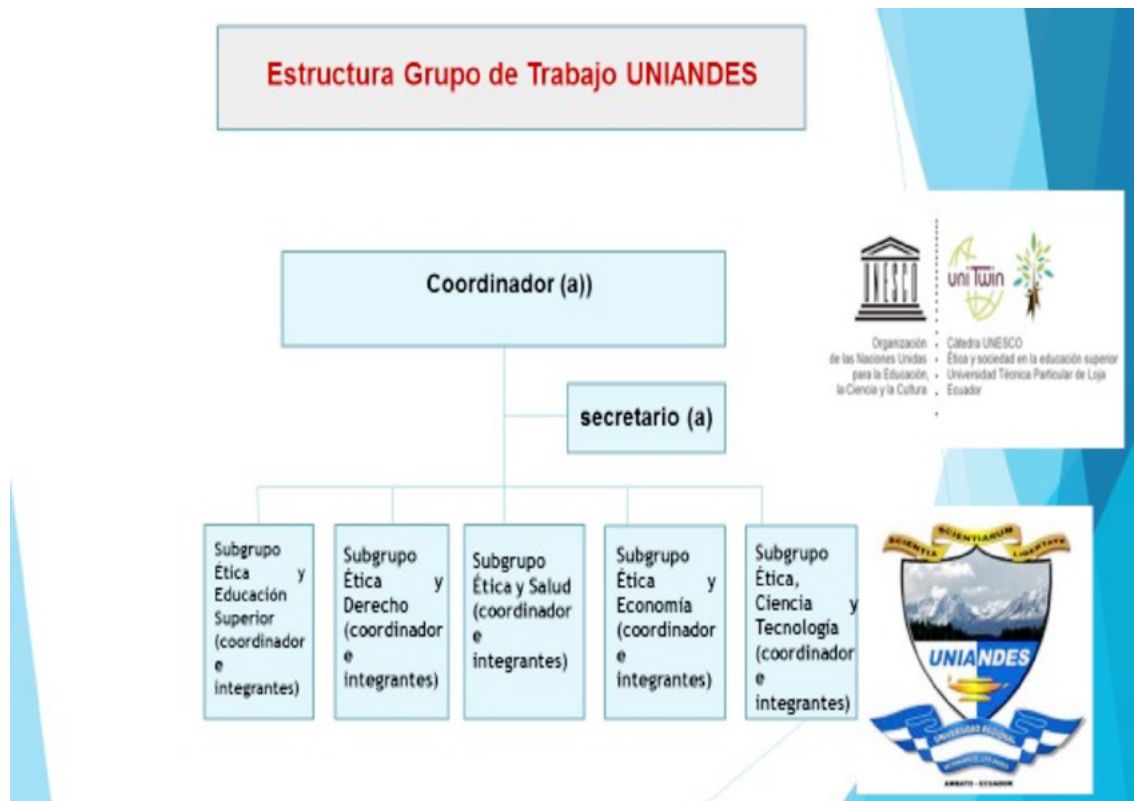 Estructura Grupo de Trabajo UNIANDES
Coordinador (a))
secretario (a)
Subgrupo
Ética y
Educación
Superior
(coordinador
e
integrantes)
Subgrupo
Ética y
Derecho
(coordinador
e
integrantes)
Subgrupo
Ética y Salud
(coordinador
e
integrantes)
Subgrupo
Ética y
Economía
(coordinador
e
integrantes)
Subgrupo
Ética,
Ciencia y
Tecnología
(coordinador
e
integrantes)
UNESCO
uniTwin
Organización
de las Naciones Unidas
para la Educación,
la Ciencia y la Cultura
Cátedra UNESCO
Ética y sociedad en la educación superior
Universidad Técnica Particular de Loja
Ecuador
SCIENTIA
SCIENTIARUM
LIBERTATE
UNIANDES
UNIVERSIDAD REGIONAL
AMBATO - ECUADOR